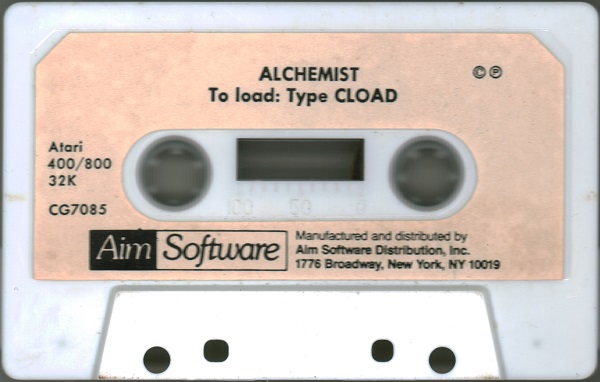 ALCHEMIST
© ℗
To load: Type CLOAD
Atari
400/800
32K
CG7085
100 50 0
Aim Software
Manufactured and distributed by
Aim Software Distribution, Inc.
1776 Broadway, New York, NY 10019